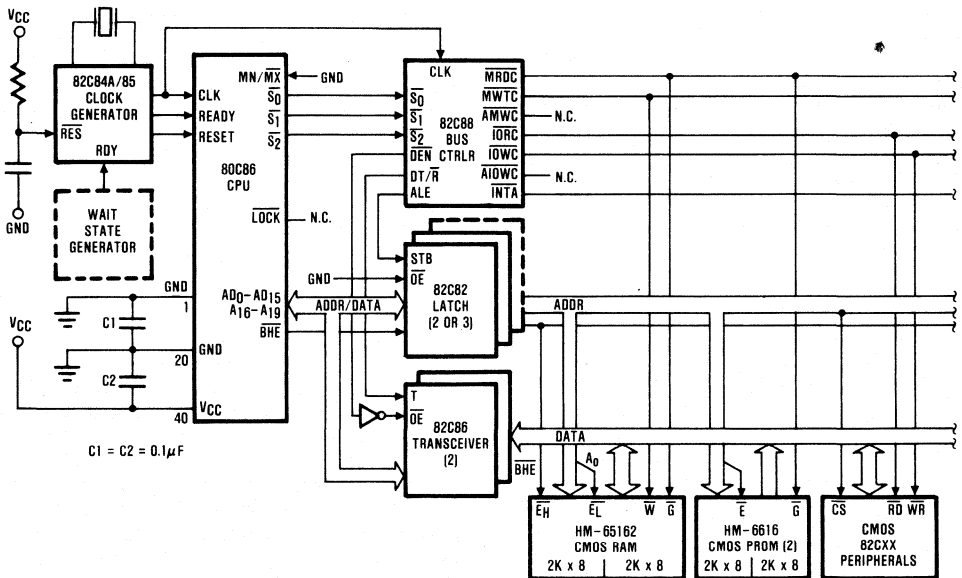 VCC
82C84A/85
CLOCK
GENERATOR
RES
RDY
GND
WAIT
STATE
GENERATOR
CLK
READY
RESET
MN/MX
GND
S0
S1
S2
80C86
CPU
LOCK
N.C.
GND
1
AD0-AD15
A16-A19
ADDR/DATA
BHE
C1
VCC
GND
20
C2
VCC
40
C1 = C2 = 0.1μF
CLK
S0
S1
S2
DEN
DT/R
ALE
82C88
BUS
CTRLR
MRDC
MWTC
AMWC
N.C.
IORC
IOWC
AIOWC
N.C.
INTA
STB
GND
OE
82C82
LATCH
(2 OR 3)
ADDR
T
OE
82C86
TRANSCEIVER
(2)
DATA
BHE
A0
EH
EL
W
G
HM-65162
CMOS RAM
2K x 8
2K x 8
E
G
HM-6616
CMOS PROM (2)
2K x 8
2K x 8
CS
RD
WR
CMOS
82CXX
PERIPHERALS